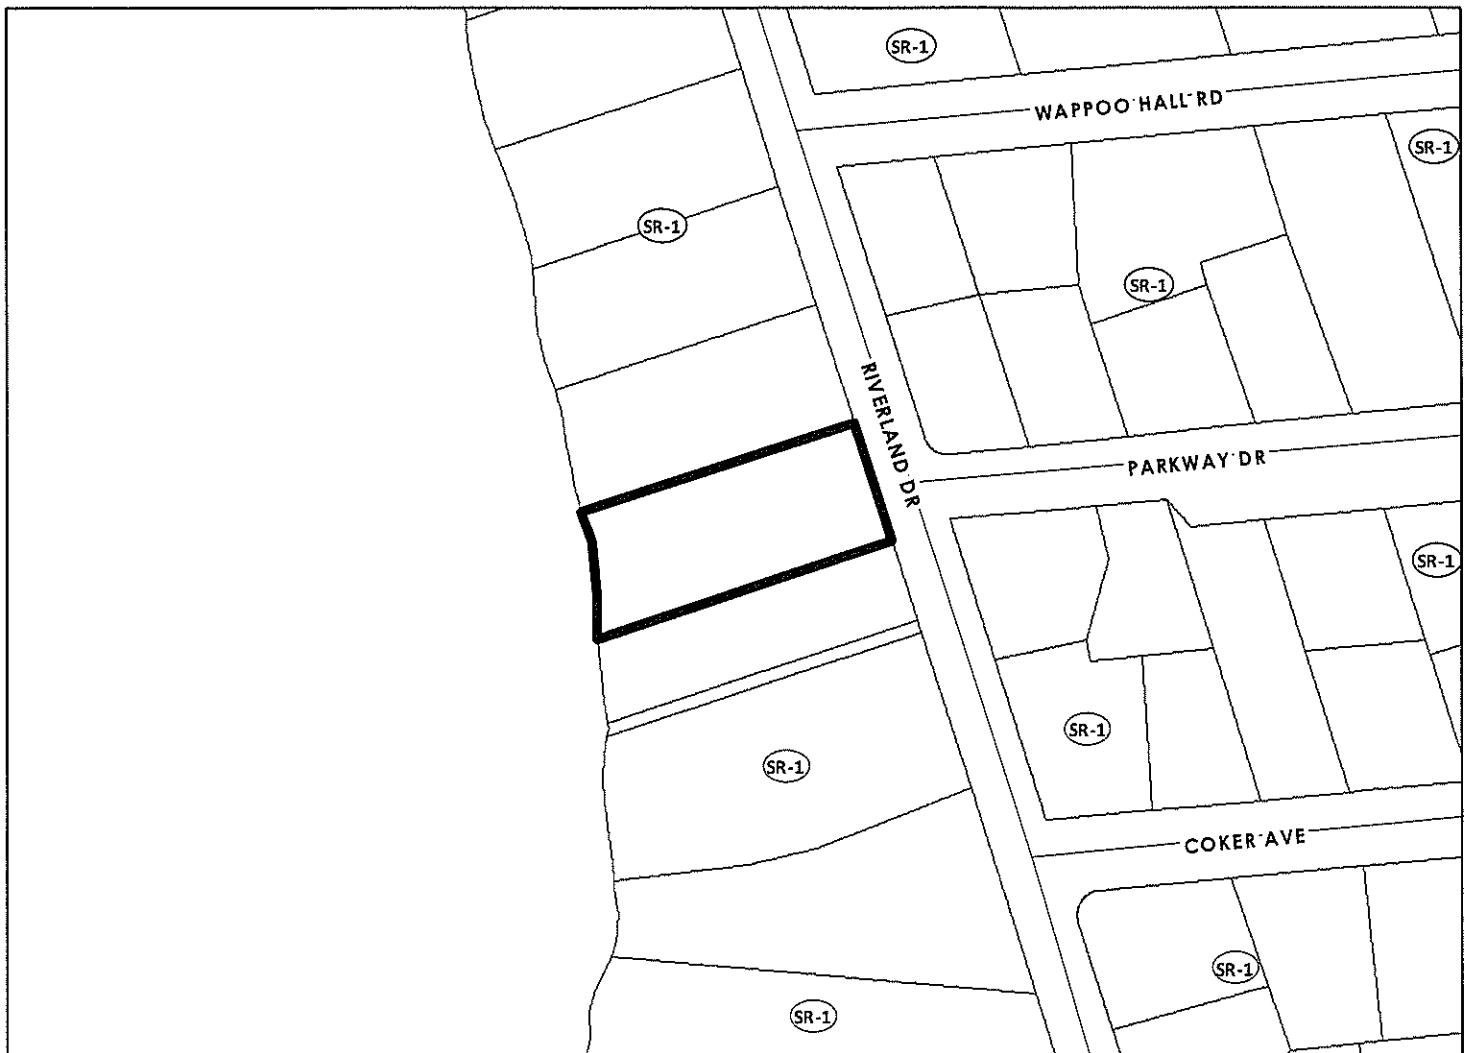 SR-1
WAPPOO HALL RD
SR-1
SR-1
SR-1
RIVERLAND DR
PARKWAY DR
SR-1
SR-1
SR-1
COKER AVE
SR-1
SR-1